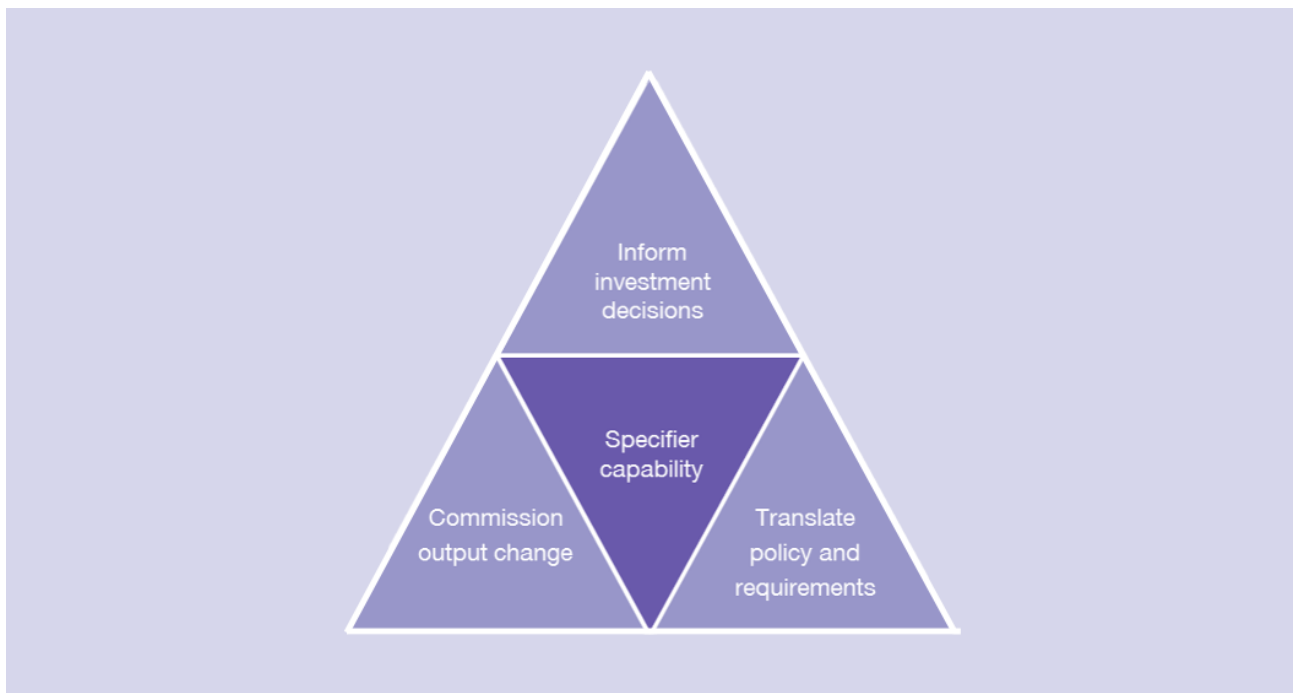 Inform
investment
decisions
Specifier
capability
Commission
output change
Translate
policy and
requirements